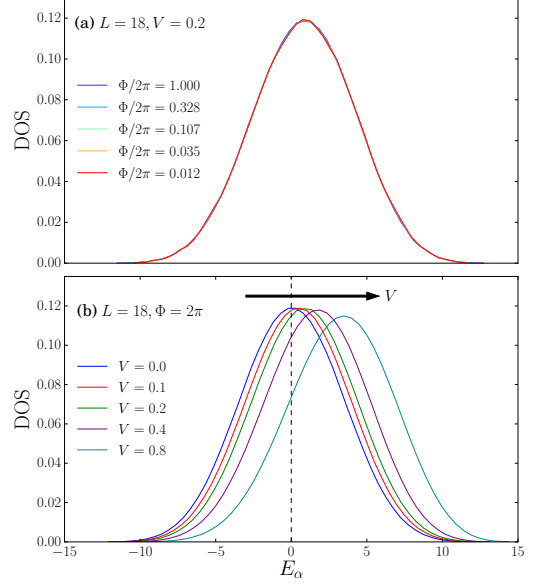 0.12
0.10
0.08
0.06
0.04
0.02
0.00
DOS
(a) L = 18, V = 0.2
Φ/2π = 1.000
Φ/2π = 0.328
Φ/2π = 0.107
Φ/2π = 0.035
Φ/2π = 0.012
0.12
0.10
0.08
0.06
0.04
0.02
0.00
DOS
(b) L = 18, Φ = 2π
V
V = 0.0
V = 0.1
V = 0.2
V = 0.4
V = 0.8
−15 −10 −5 0 5 10 15
E_α